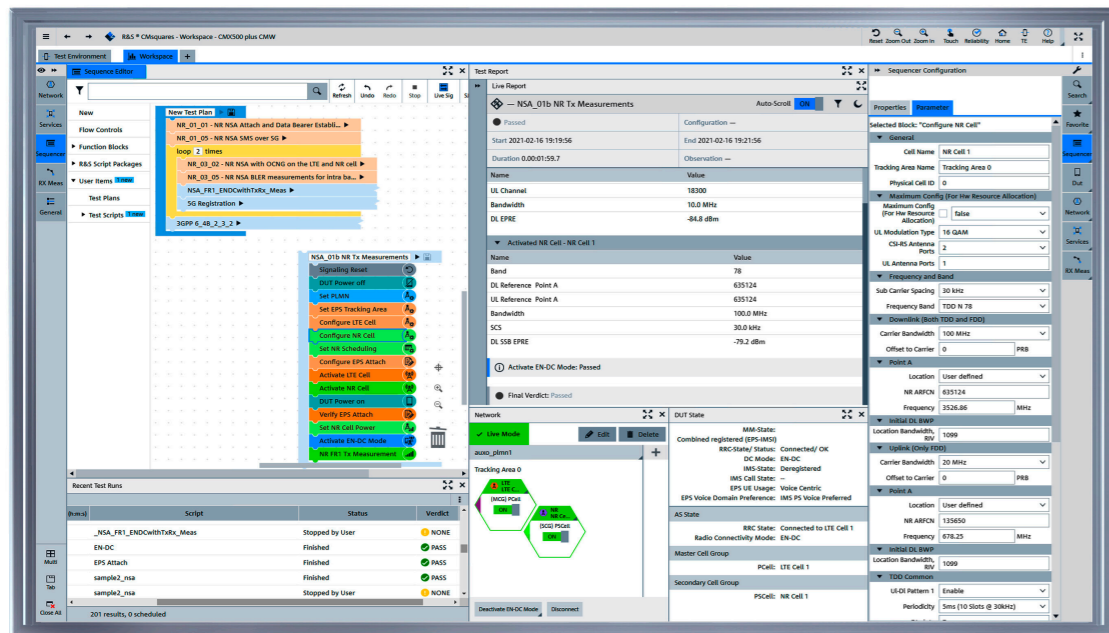 R&S ® CMsquares - Workspace - CMX500 plus CMW
Reset Zoom Out Zoom In Touch Reliability Home TE Help
Test Environment
Workspace +
Network
Services
Sequencer
RX Meas
General
Multi
Tab
Close All
Sequence Editor
Refresh Undo Redo Stop Live Sig
New
Flow Controls
Function Blocks
R&S Script Packages
User Items 1 new
Test Plans
Test Scripts 1 new
New Test Plan
NR_01_01 - NR NSA Attach and Data Bearer Establi...
NR_01_05 - NR NSA SMS over SG
loop 2 times
NR_03_02 - NR NSA with OCNG on the LTE and NR cell
NR_03_05 - NR NSA BLER measurements for intra ba...
NSA_FR1_ENDCwithTxRx_Meas
5G Registration
3GPP 6_4B_2_3_2
NSA_01b NR Tx Measurements
Signaling Reset
DUT Power off
Set PLMN
Set EPS Tracking Area
Configure LTE Cell
Configure NR Cell
Set NR Scheduling
Configure EPS Attach
Activate LTE Cell
Activate NR Cell
DUT Power on
Verify EPS Attach
Set NR Cell Power
Activate EN-DC Mode
NR FR1 Tx Measurement
Recent Test Runs
(h:m:s) Script Status Verdict
_NSA_FR1_ENDCwithTxRx_Meas Stopped by User NONE
EN-DC Finished PASS
EPS Attach Finished PASS
sample2_nsa Finished PASS
sample2_nsa Stopped by User NONE
201 results, 0 scheduled
Test Report
Live Report
— NSA_01b NR Tx Measurements Auto-Scroll ON
Passed Configuration —
Start 2021-02-16 19:19:56 End 2021-02-16 19:21:56
Duration 0.00:01:59.7 Observation —
Name Value
UL Channel 18300
Bandwidth 10.0 MHz
DL EPRE -84.8 dBm
Activated NR Cell - NR Cell 1
Name Value
Band 78
DL Reference Point A 635124
UL Reference Point A 635124
Bandwidth 100.0 MHz
SCS 30.0 kHz
DL SSB EPRE -79.2 dBm
Activate EN-DC Mode: Passed
Final Verdict: Passed
Network
Live Mode Edit Delete
auxo_plmn1 +
Tracking Area 0
LTE
LTE C...
(MCG) PCell
ON
NR
NR Ce...
(SCG) PSCell
ON
Deactivate EN-DC Mode Disconnect
DUT State
MM-State:
Combined registered (EPS-IMSI)
RRC-State/ Status: Connected/ OK
DC Mode: EN-DC
IMS-State: Deregistered
IMS Call State: —
EPS UE Usage: Voice Centric
EPS Voice Domain Preference: IMS PS Voice Preferred
AS State
RRC State: Connected to LTE Cell 1
Radio Connectivity Mode: EN-DC
Master Cell Group
PCell: LTE Cell 1
Secondary Cell Group
PSCell: NR Cell 1
Sequencer Configuration
Properties Parameter
Selected Block: "Configure NR Cell"
General
Cell Name NR Cell 1
Tracking Area Name Tracking Area 0
Physical Cell ID 0
Maximum Config (For Hw Resource Allocation)
Maximum Config
(For Hw Resource false
Allocation)
UL Modulation Type 16 QAM
CSI-RS Antenna
Ports 2
UL Antenna Ports 1
Frequency and Band
Sub Carrier Spacing 30 kHz
Frequency Band TDD N 78
Downlink (Both TDD and FDD)
Carrier Bandwidth 100 MHz
Offset to Carrier 0 PRB
Point A
Location User defined
NR ARFCN 635124
Frequency 3526.86 MHz
Initial DL BWP
Location Bandwidth,
RIV 1099
Uplink (Only FDD)
Carrier Bandwidth 20 MHz
Offset to Carrier 0 PRB
Point A
Location User defined
NR ARFCN 135650
Frequency 678.25 MHz
Initial DL BWP
Location Bandwidth,
RIV 1099
TDD Common
Ul-Dl Pattern 1 Enable
Periodicity 5ms (10 Slots @ 30kHz)
Search
Favorite
Sequencer
Dut
Network
Services
RX Meas